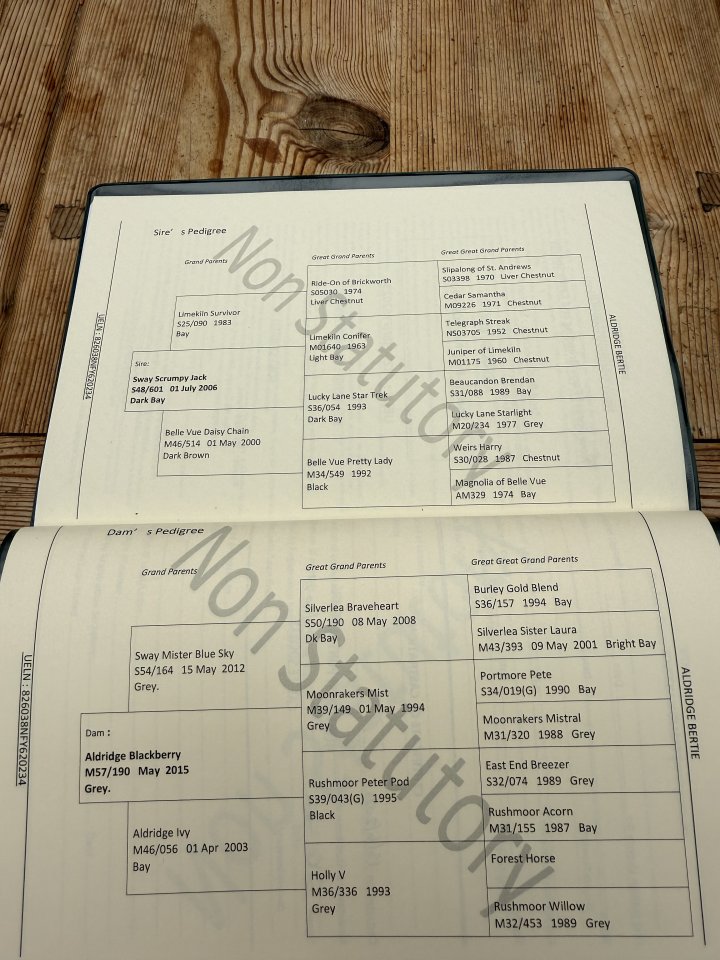 Sire' s Pedigree
Grand Parents
Great Grand Parents
Great Great Grand Parents
Non Statutory
UELN : 826038NFY620234
ALDRIDGE BERTIE
Sire:
Sway Scrumpy Jack
S48/601 01 July 2006
Dark Bay
Limekiln Survivor
S25/090 1983
Bay
Belle Vue Daisy Chain
M46/514 01 May 2000
Dark Brown
Ride-On of Brickworth
S05030 1974
Liver Chestnut
Limekiln Conifer
M01640 1963
Light Bay
Lucky Lane Star Trek
S36/054 1993
Dark Bay
Belle Vue Pretty Lady
M34/549 1992
Black
Slipalong of St. Andrews
S03398 1970 Liver Chestnut
Cedar Samantha
M09226 1971 Chestnut
Telegraph Streak
NS03705 1952 Chestnut
Juniper of Limekiln
M01175 1960 Chestnut
Beaucandon Brendan
S31/088 1989 Bay
Lucky Lane Starlight
M20/234 1977 Grey
Weirs Harry
S30/028 1987 Chestnut
Magnolia of Belle Vue
AM329 1974 Bay
Dam' s Pedigree
Grand Parents
Great Grand Parents
Great Great Grand Parents
Non Statutory
UELN : 826038NFY620234
ALDRIDGE BERTIE
Dam :
Aldridge Blackberry
M57/190 May 2015
Grey.
Sway Mister Blue Sky
S54/164 15 May 2012
Grey.
Aldridge Ivy
M46/056 01 Apr 2003
Bay
Silverlea Braveheart
S50/190 08 May 2008
Dk Bay
Moonrakers Mist
M39/149 01 May 1994
Grey
Rushmoor Peter Pod
S39/043(G) 1995
Black
Holly V
M36/336 1993
Grey
Burley Gold Blend
S36/157 1994 Bay
Silverlea Sister Laura
M43/393 09 May 2001 Bright Bay
Portmore Pete
S34/019(G) 1990 Bay
Moonrakers Mistral
M31/320 1988 Grey
East End Breezer
S32/074 1989 Grey
Rushmoor Acorn
M31/155 1987 Bay
Forest Horse
Rushmoor Willow
M32/453 1989 Grey